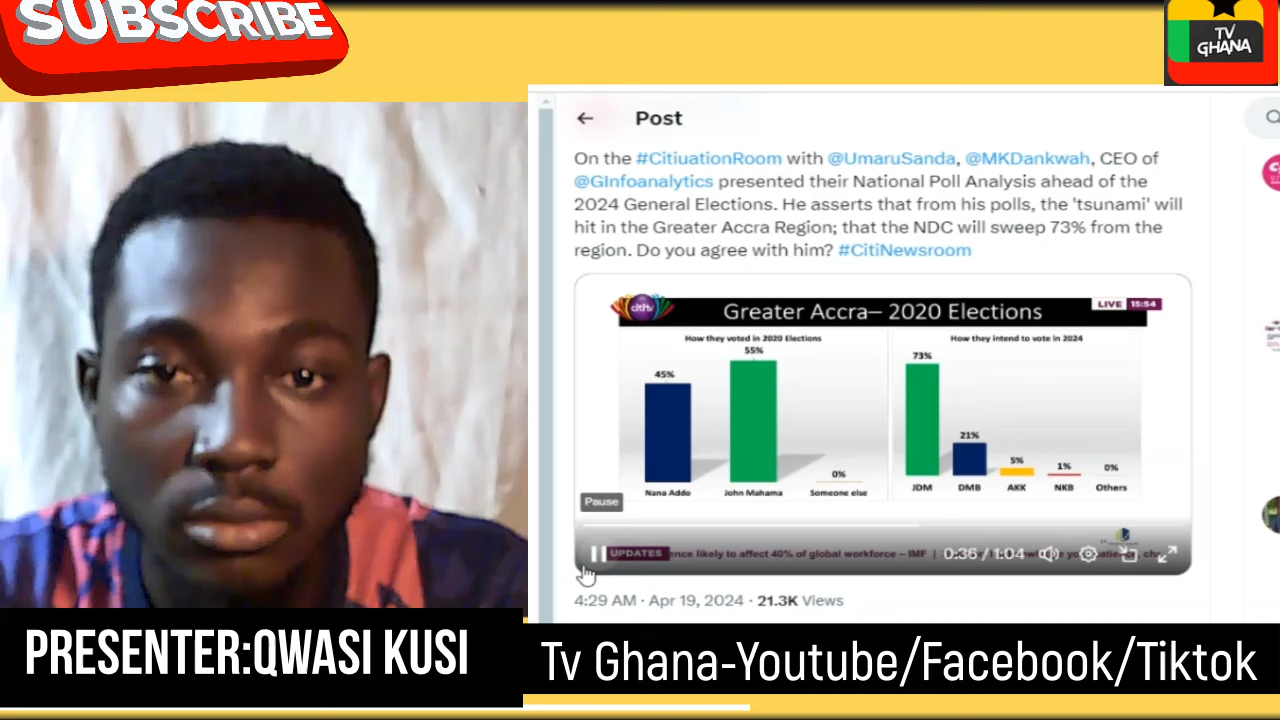 SUBSCRIBE
TV
GHANA
Post
On the #CitiuationRoom with @UmaruSanda, @MKDankwah, CEO of
@GInfoanalytics presented their National Poll Analysis ahead of the
2024 General Elections. He asserts that from his polls, the 'tsunami' will
hit in the Greater Accra Region; that the NDC will sweep 73% from the
region. Do you agree with him? #CitiNewsroom
citi tv
Greater Accra– 2020 Elections
LIVE 15:54
How they voted in 2020 Elections
45%
55%
0%
Nana Addo
John Mahama
Someone else
How they intend to vote in 2024
73%
21%
5%
1%
0%
JDM
DMB
AKK
NKB
Others
Pause
UPDATES
ence likely to affect 40% of global workforce – IMF |
0:36 / 1:04
4:29 AM · Apr 19, 2024 · 21.3K Views
PRESENTER:QWASI KUSI
Tv Ghana-Youtube/Facebook/Tiktok